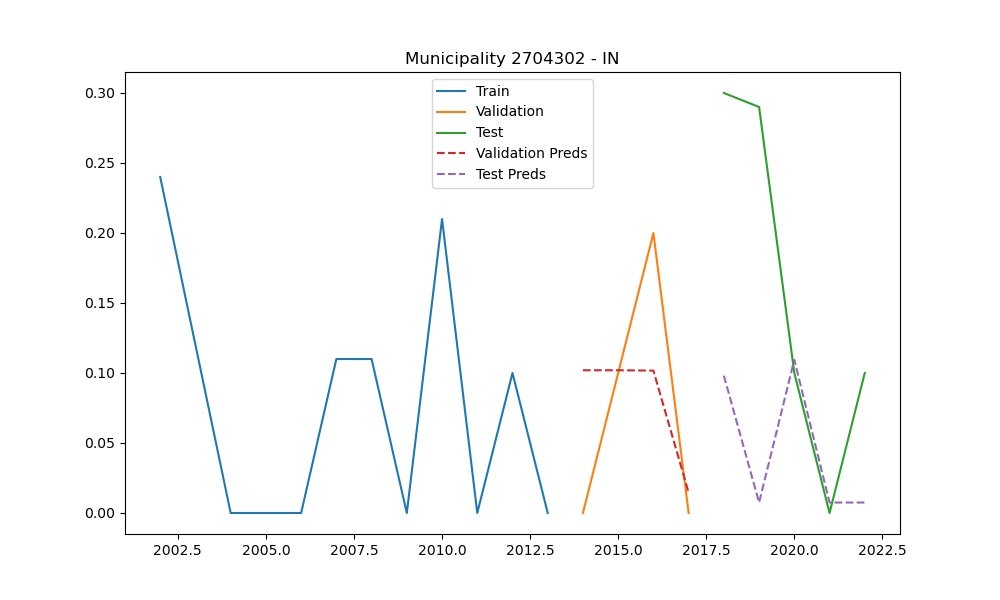 Municipality 2704302 - IN
Train
Validation
Test
Validation Preds
Test Preds
0.30
0.25
0.20
0.15
0.10
0.05
0.00
2002.5 2005.0 2007.5 2010.0 2012.5 2015.0 2017.5 2020.0 2022.5